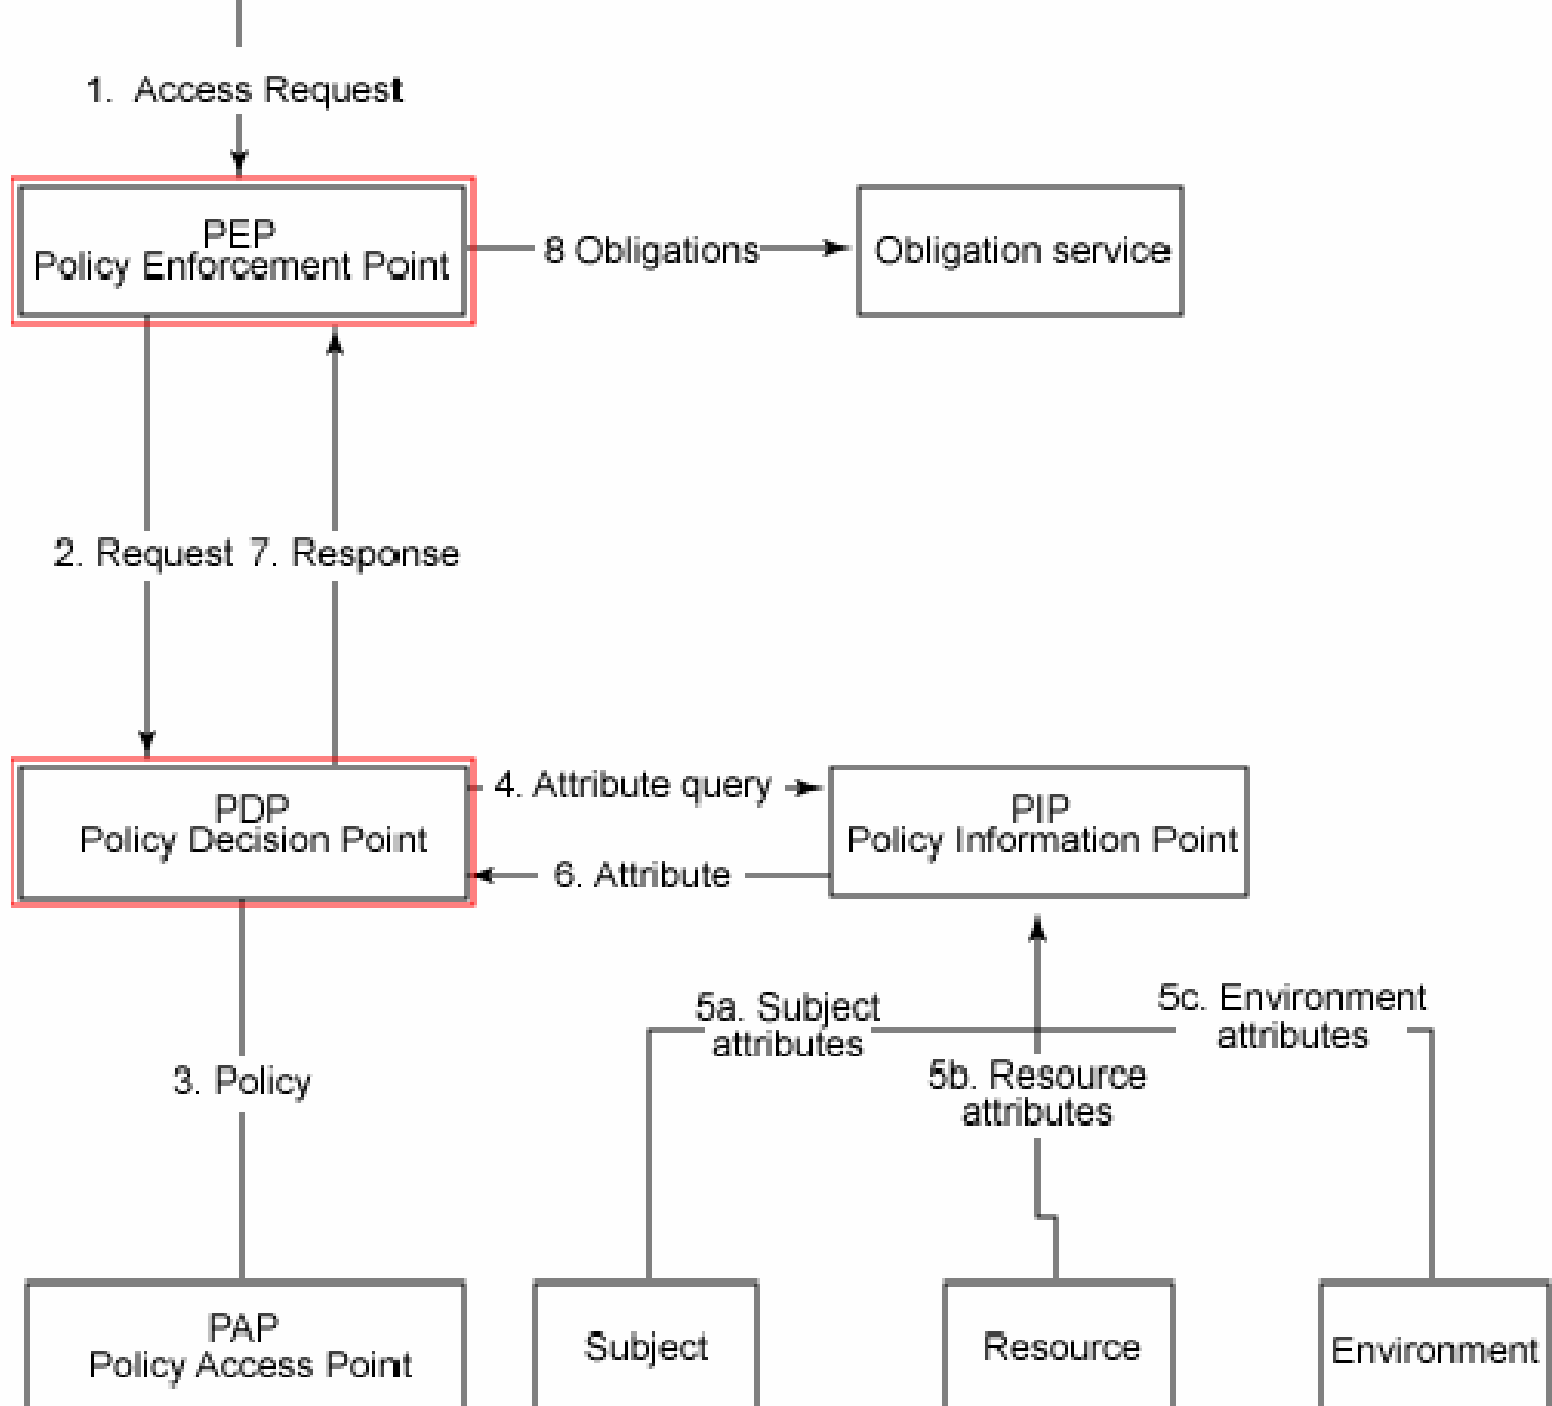 1. Access Request
PEP
Policy Enforcement Point
8 Obligations
Obligation service
2. Request
7. Response
PDP
Policy Decision Point
4. Attribute query
6. Attribute
PIP
Policy Information Point
5a. Subject
attributes
5c. Environment
attributes
5b. Resource
attributes
3. Policy
PAP
Policy Access Point
Subject
Resource
Environment